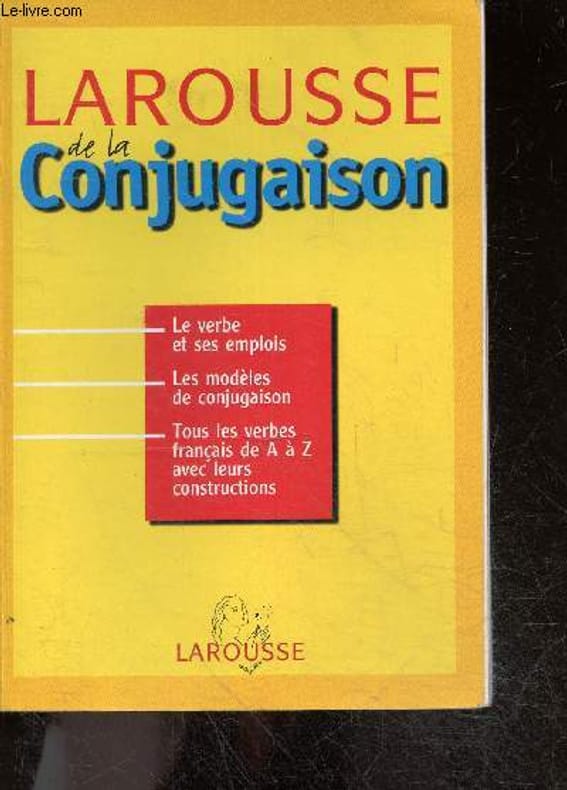 Le-livre.com
LAROUSSE
de la
Conjugaison
Le verbe
et ses emplois
Les modèles
de conjugaison
Tous les verbes
français de A à Z
avec leurs
constructions
LAROUSSE